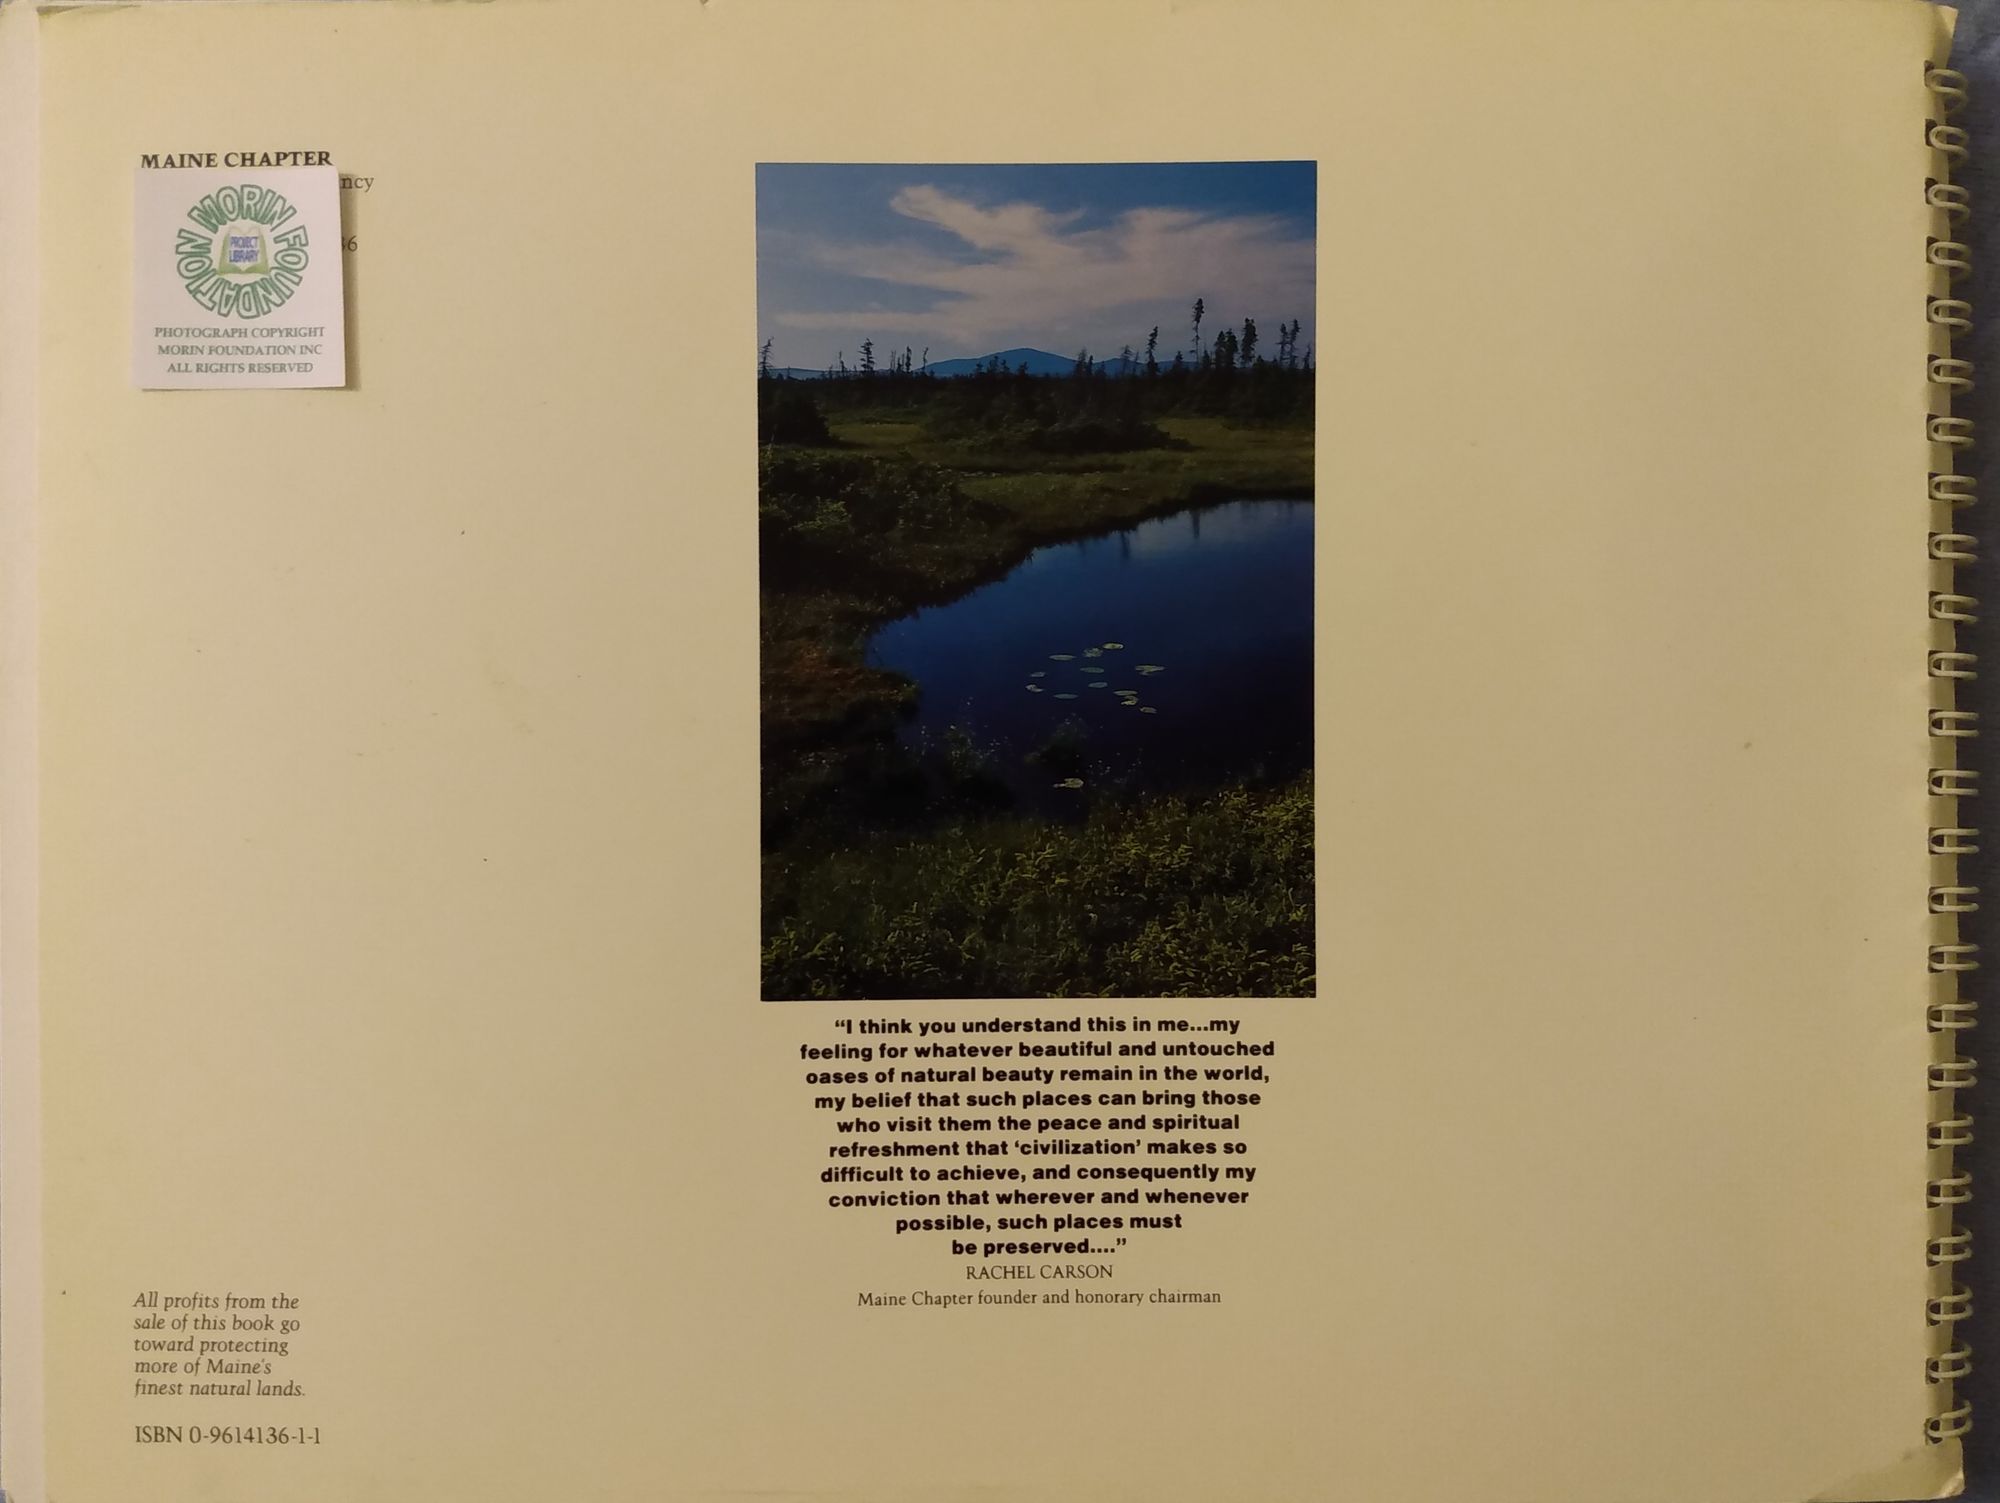 MAINE CHAPTER
MORIN FOUNDATION
PROJECT
LIBRARY
PHOTOGRAPH COPYRIGHT
MORIN FOUNDATION INC
ALL RIGHTS RESERVED
“I think you understand this in me...my
feeling for whatever beautiful and untouched
oases of natural beauty remain in the world,
my belief that such places can bring those
who visit them the peace and spiritual
refreshment that ‘civilization’ makes so
difficult to achieve, and consequently my
conviction that wherever and whenever
possible, such places must
be preserved....”
RACHEL CARSON
Maine Chapter founder and honorary chairman
All profits from the
sale of this book go
toward protecting
more of Maine's
finest natural lands.
ISBN 0-9614136-1-1